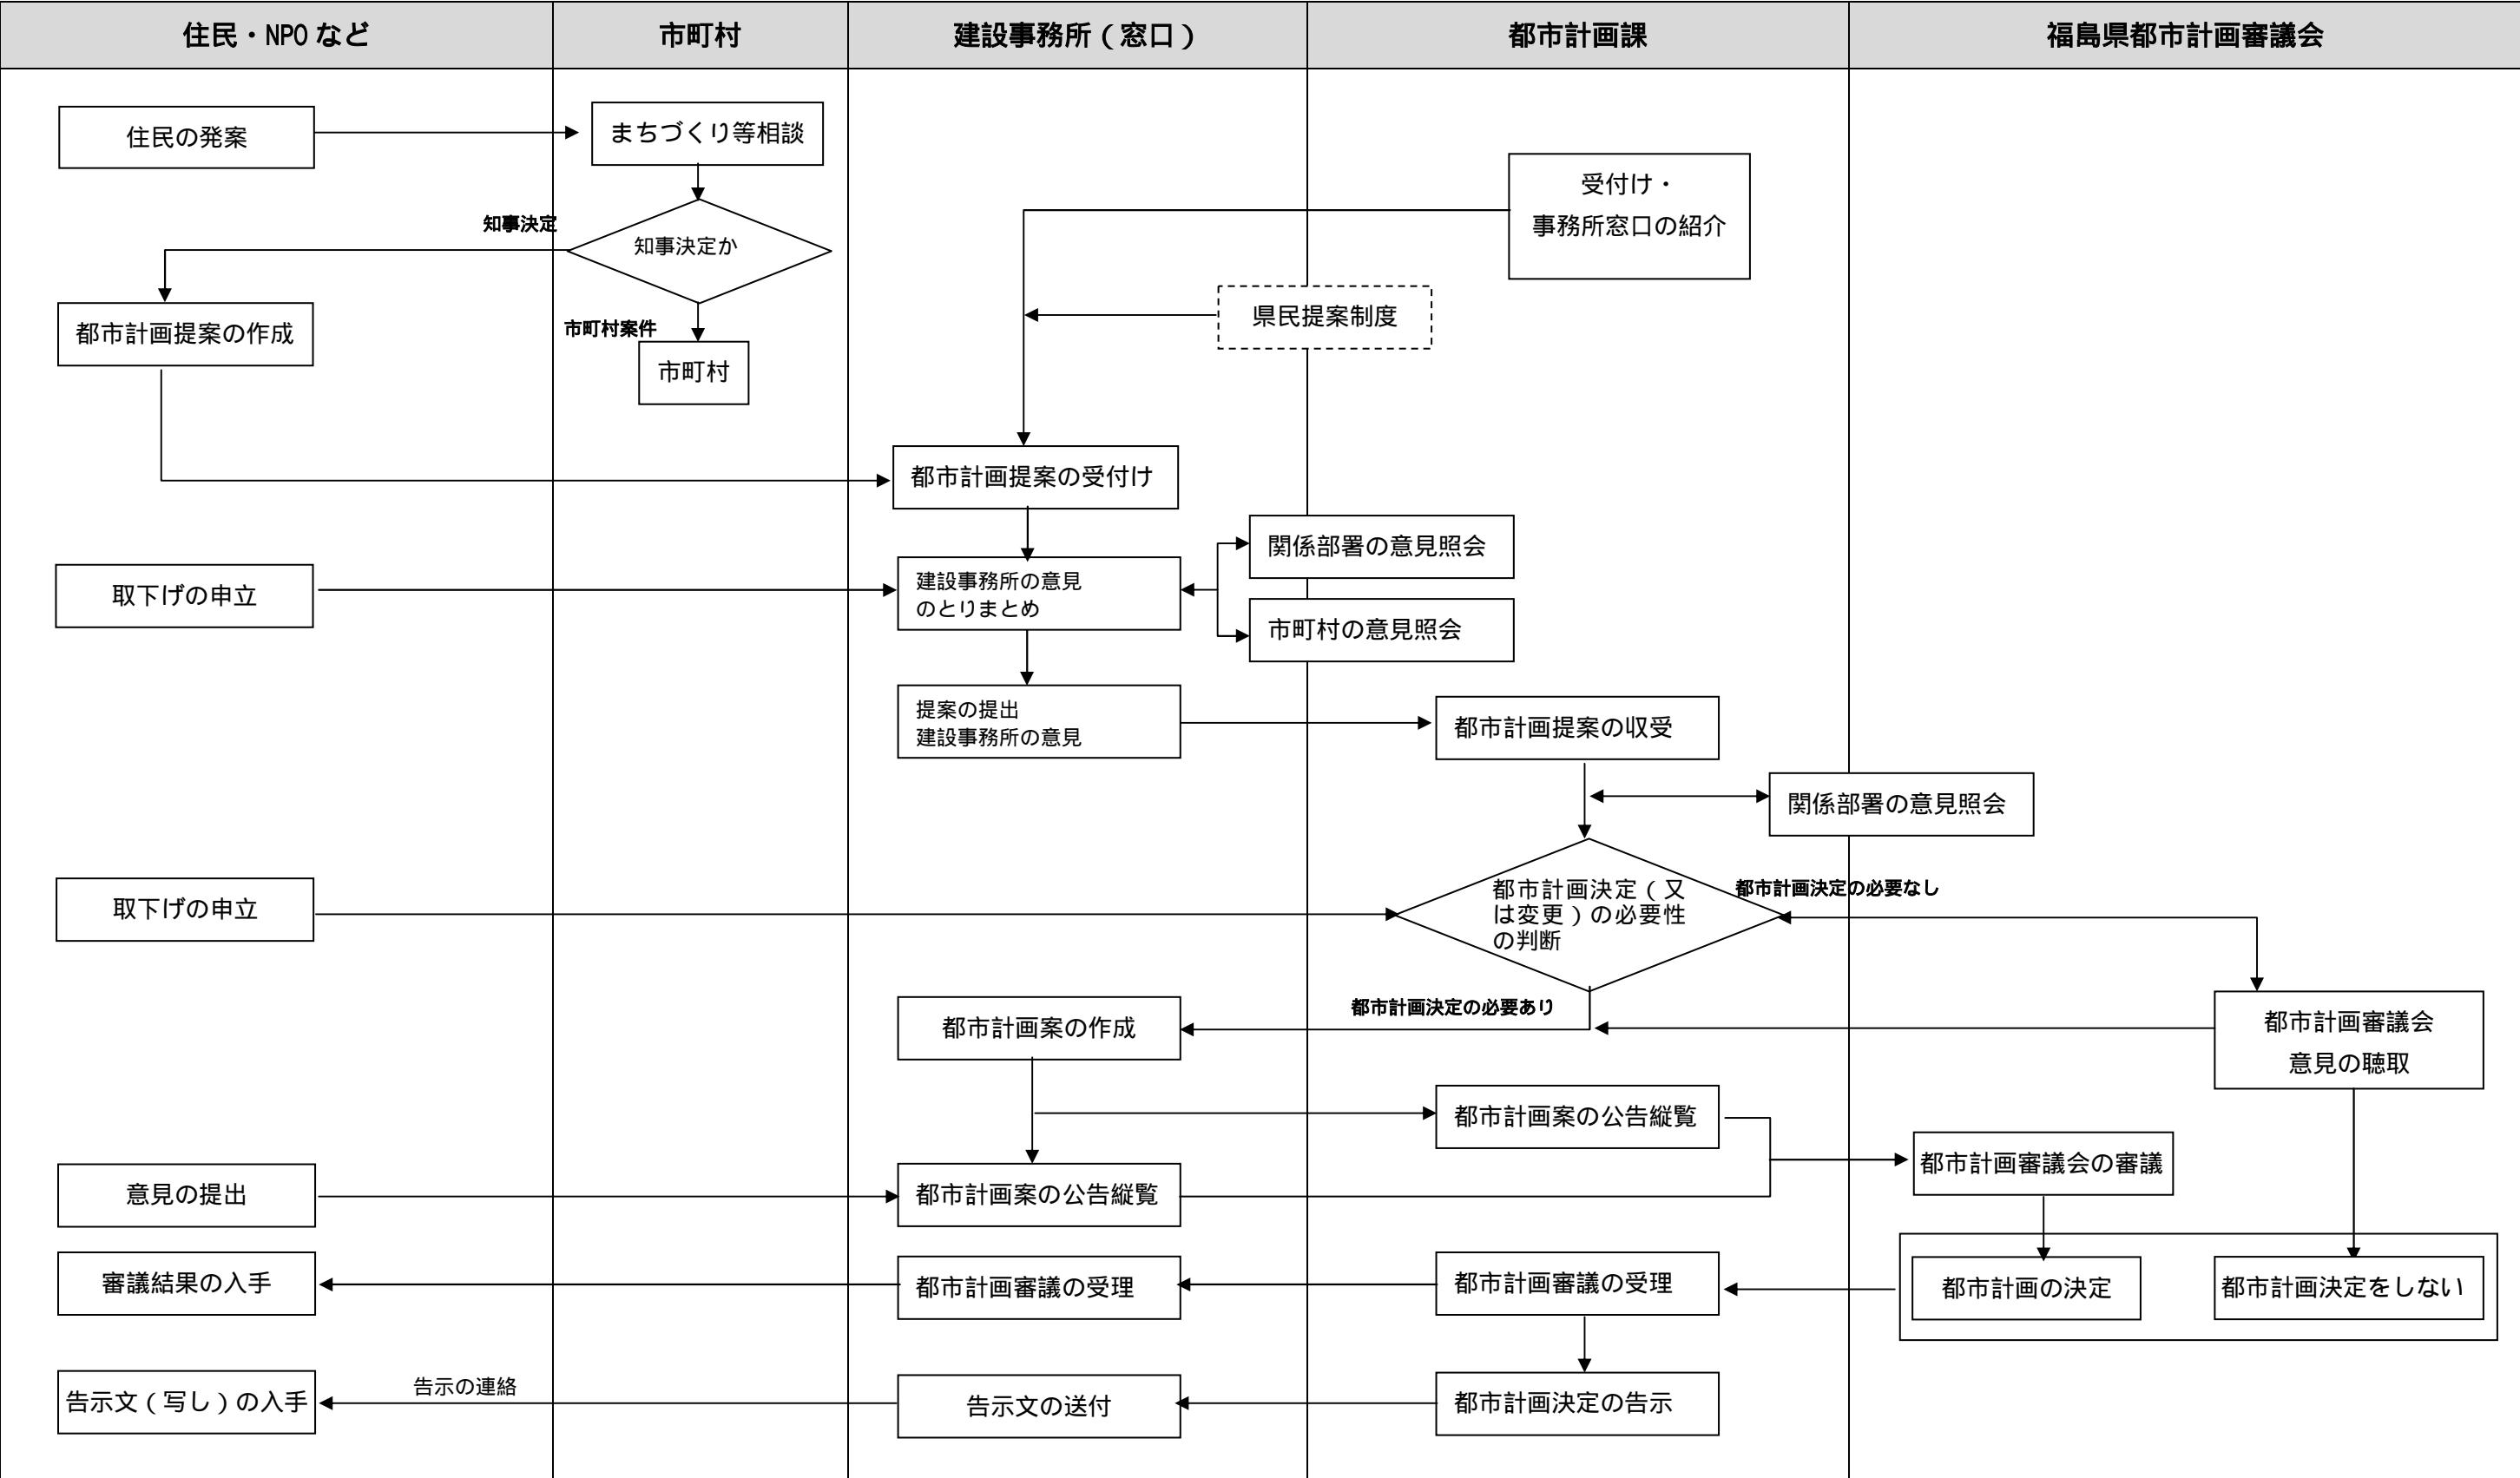 住民・NPO など
市町村
建設事務所（窓口）
都市計画課
福島県都市計画審議会
住民の発案
まちづくり等相談
受付け・
事務所窓口の紹介
知事決定
知事決定か
県民提案制度
都市計画提案の作成
市町村案件
市町村
都市計画提案の受付け
関係部署の意見照会
取下げの申立
建設事務所の意見
のとりまとめ
市町村の意見照会
提案の提出
建設事務所の意見
都市計画提案の収受
関係部署の意見照会
取下げの申立
都市計画決定（又
は変更）の必要性
の判断
都市計画決定の必要なし
都市計画決定の必要あり
都市計画案の作成
都市計画審議会
意見の聴取
都市計画案の公告縦覧
都市計画審議会の審議
意見の提出
都市計画案の公告縦覧
審議結果の入手
都市計画審議の受理
都市計画審議の受理
都市計画の決定
都市計画決定をしない
告示文（写し）の入手
告示の連絡
告示文の送付
都市計画決定の告示